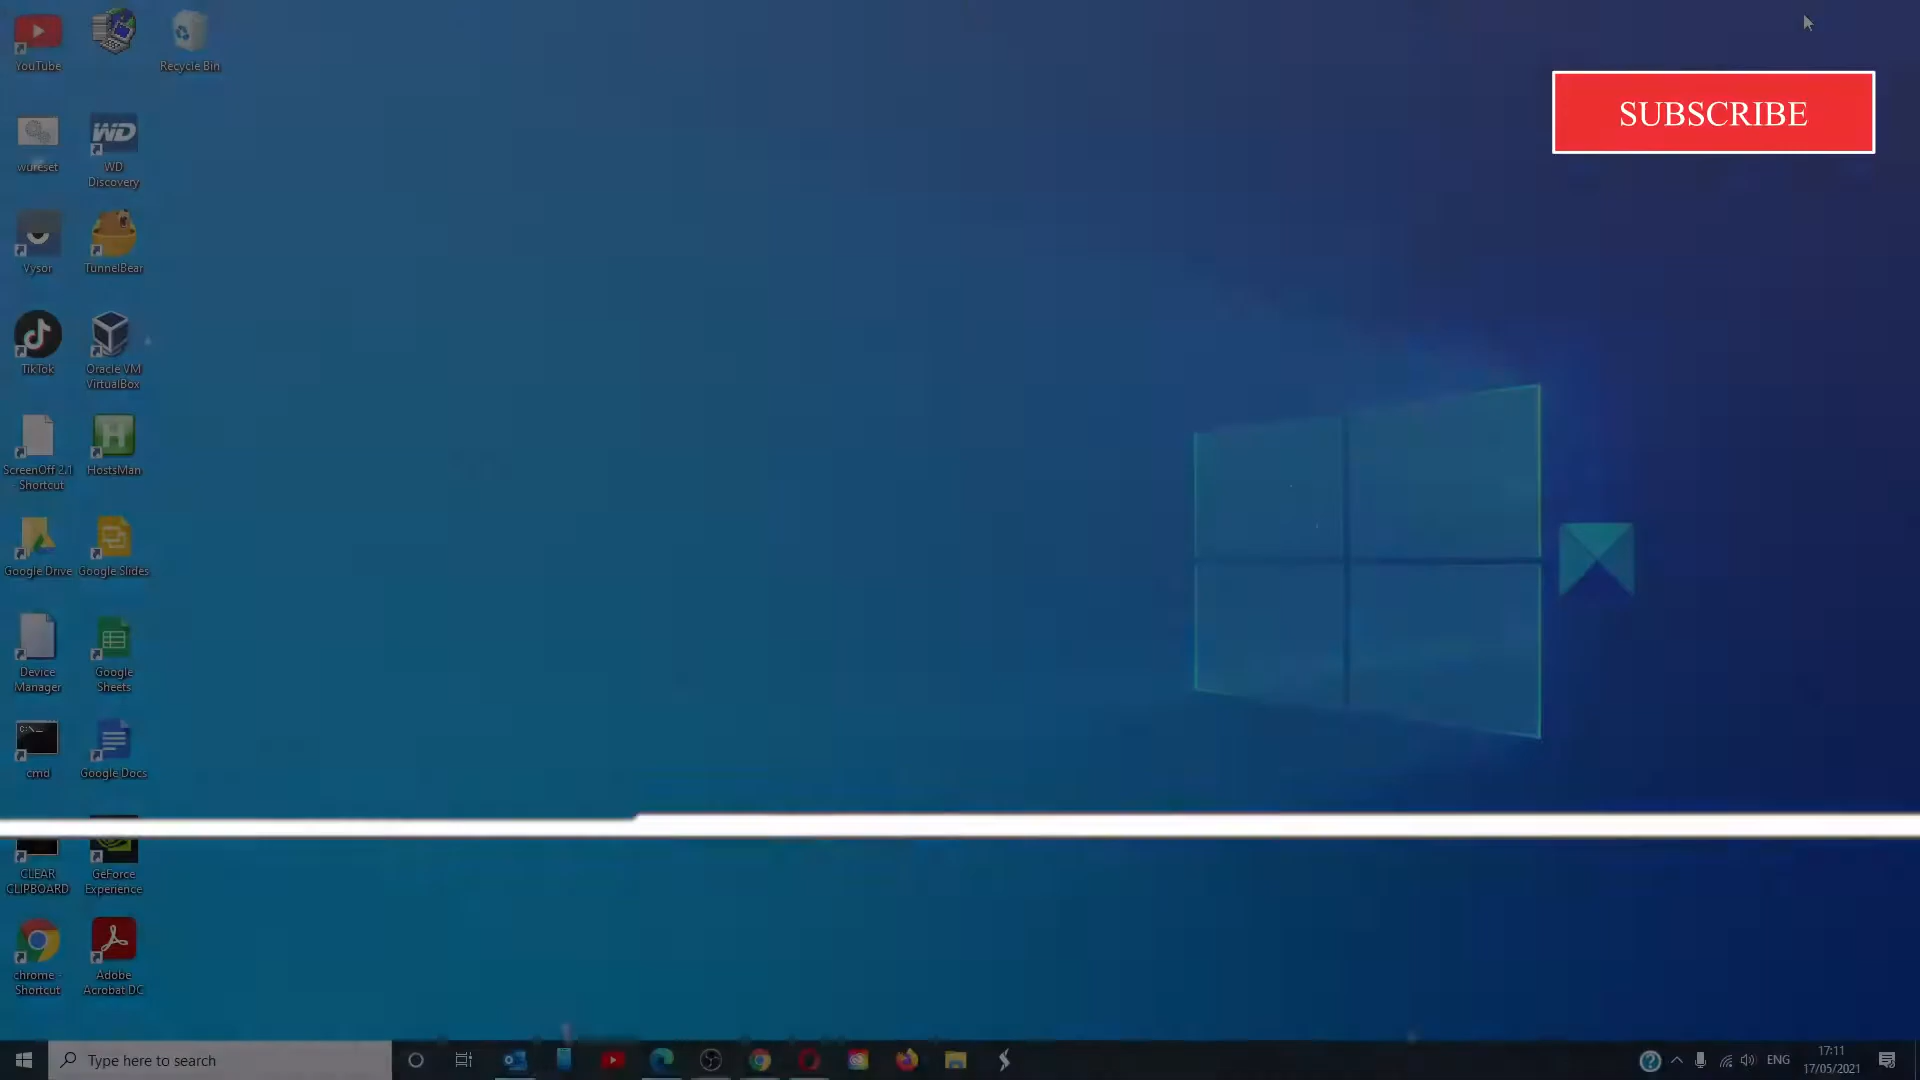 YouTube
Recycle Bin
SUBSCRIBE
wureset
WD
WD
Discovery
Vysor
TunnelBear
TikTok
Oracle VM
VirtualBox
H
ScreenOff 2.1
- Shortcut
HostsMan
Google Drive
Google Slides
Device
Manager
Google
Sheets
C:\_
cmd
Google Docs
CLEAR
CLIPBOARD
GeForce
Experience
chrome -
Shortcut
Adobe
Acrobat DC
Type here to search
ENG
17:11
17/05/2021